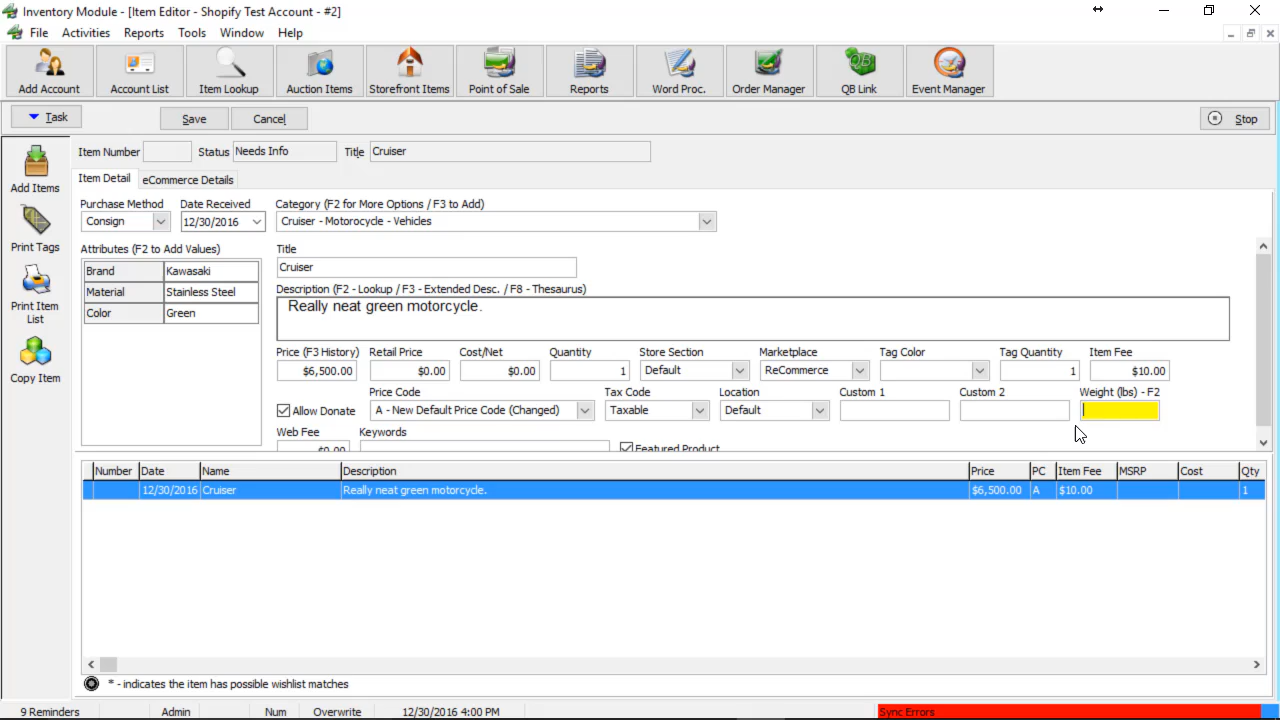 Inventory Module - [Item Editor - Shopify Test Account - #2]
File Activities Reports Tools Window Help
Add Account Account List Item Lookup Auction Items Storefront Items Point of Sale Reports Word Proc. Order Manager QB Link Event Manager
Task Save Cancel Stop
Item Number Status Needs Info Title Cruiser
Add Items
Print Tags
Print Item
List
Copy Item
Item Detail eCommerce Details
Purchase Method Date Received Category (F2 for More Options / F3 to Add)
Consign 12/30/2016 Cruiser - Motorocycle - Vehicles
Attributes (F2 to Add Values) Title
Brand Kawasaki Cruiser
Material Stainless Steel Description (F2 - Lookup / F3 - Extended Desc. / F8 - Thesaurus)
Color Green Really neat green motorcycle.
Price (F3 History) Retail Price Cost/Net Quantity Store Section Marketplace Tag Color Tag Quantity Item Fee
$6,500.00 $0.00 $0.00 1 Default ReCommerce 1 $10.00
Price Code Tax Code Location Custom 1 Custom 2 Weight (lbs) - F2
Allow Donate A - New Default Price Code (Changed) Taxable Default
Web Fee Keywords
$0.00 Featured Product
Number Date Name Description Price PC Item Fee MSRP Cost Qty
12/30/2016 Cruiser Really neat green motorcycle. $6,500.00 A $10.00 1
* - indicates the item has possible wishlist matches
9 Reminders Admin Num Overwrite 12/30/2016 4:00 PM Sync Errors